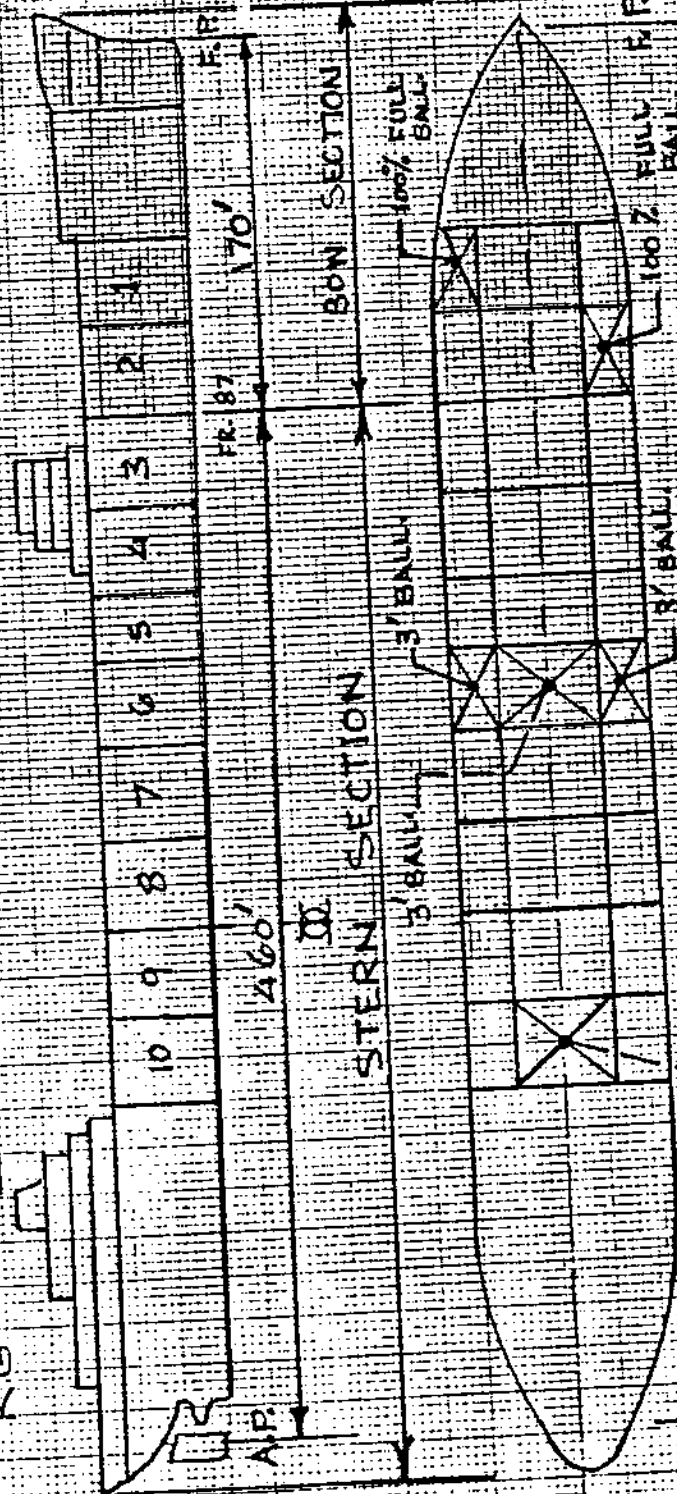 10 9 8 7 6 5 4 3 2 1
F.P.
A.P.
FR. 87
460' 170'
STERN SECTION
BOW SECTION
3' BALL.
3' BALL.
100% FULL
BALL.
3' BALL.
100% FULL
BALL.
F.P.